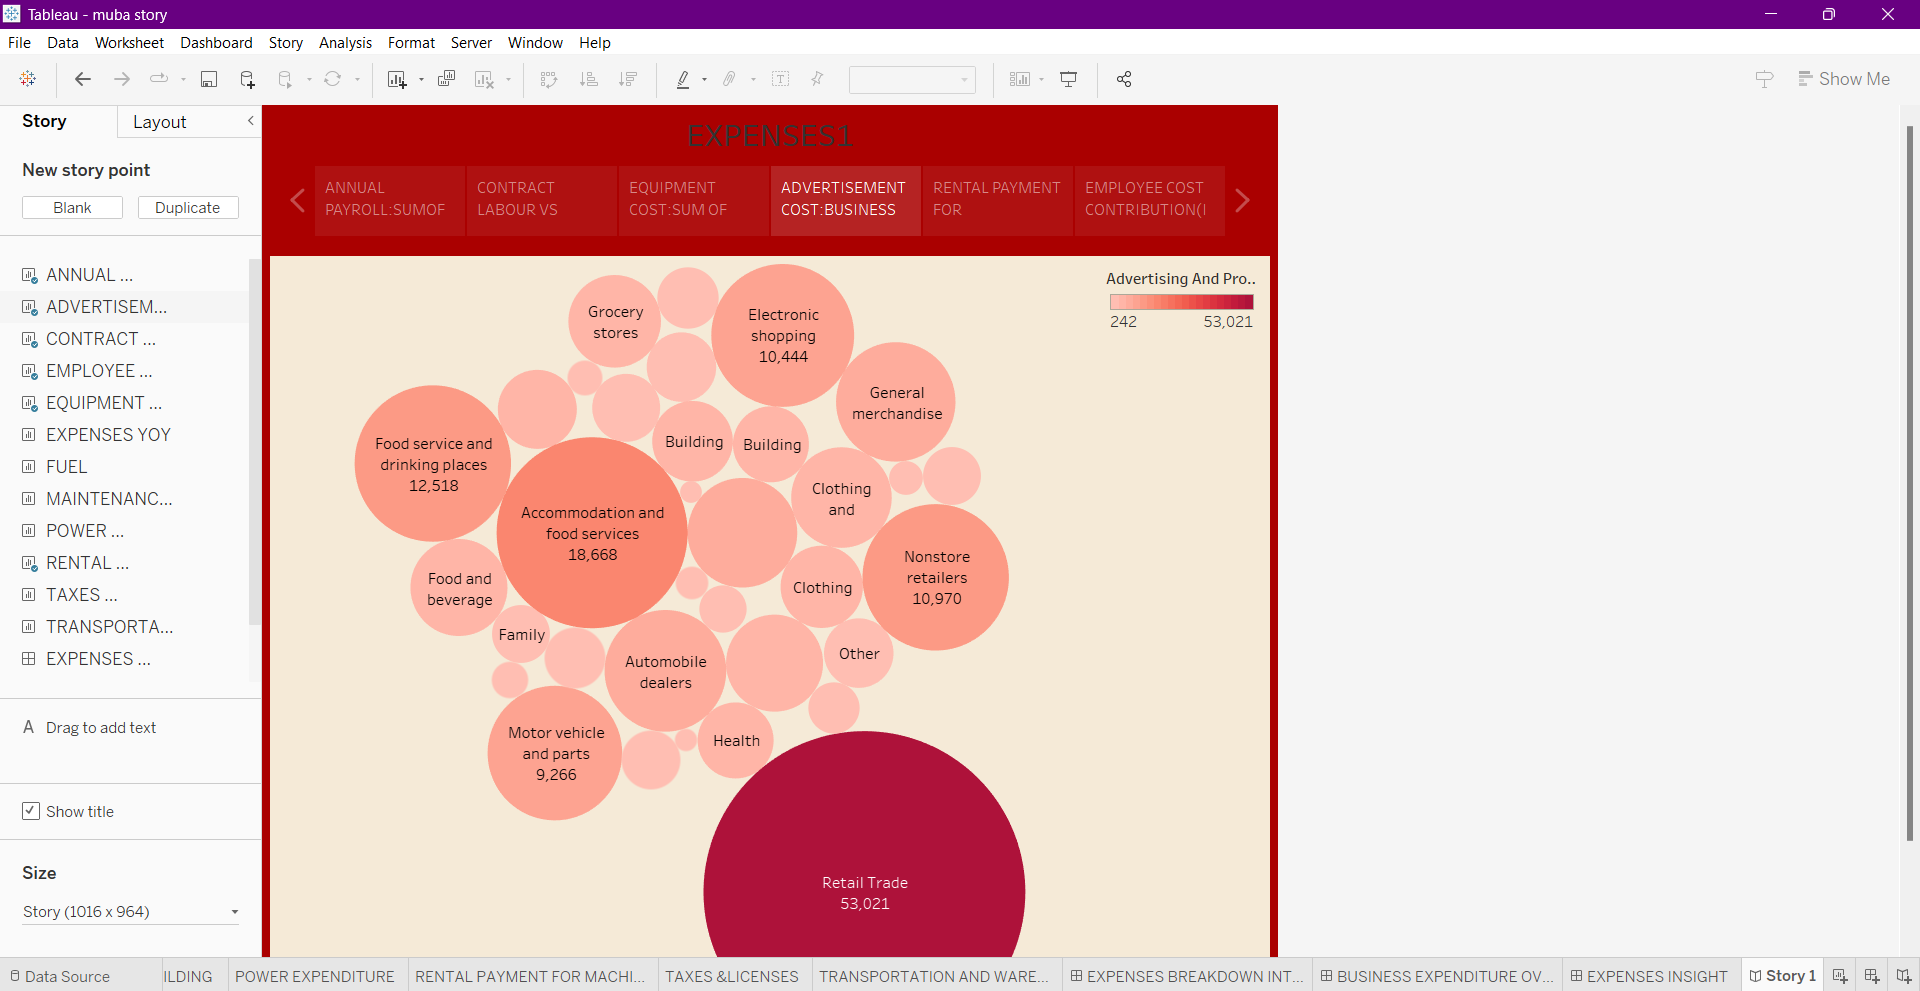 Tableau - muba story
File Data Worksheet Dashboard Story Analysis Format Server Window Help
Show Me
Story Layout
New story point
Blank Duplicate
ANNUAL ...
ADVERTISEM...
CONTRACT ...
EMPLOYEE ...
EQUIPMENT ...
EXPENSES YOY
FUEL
MAINTENANC...
POWER ...
RENTAL ...
TAXES ...
TRANSPORTA...
EXPENSES ...
A Drag to add text
Show title
Size
Story (1016 x 964)
EXPENSES1
ANNUAL
PAYROLL:SUMOF
CONTRACT
LABOUR VS
EQUIPMENT
COST:SUM OF
ADVERTISEMENT
COST:BUSINESS
RENTAL PAYMENT
FOR
EMPLOYEE COST
CONTRIBUTION(I
Advertising And Pro..
242 53,021
Grocery
stores
Electronic
shopping
10,444
General
merchandise
Food service and
drinking places
12,518
Building
Building
Clothing
and
Accommodation and
food services
18,668
Nonstore
retailers
10,970
Food and
beverage
Clothing
Family
Automobile
dealers
Other
Motor vehicle
and parts
9,266
Health
Retail Trade
53,021
Data Source
ILDING
POWER EXPENDITURE
RENTAL PAYMENT FOR MACHI...
TAXES &LICENSES
TRANSPORTATION AND WARE...
EXPENSES BREAKDOWN INT...
BUSINESS EXPENDITURE OV...
EXPENSES INSIGHT
Story 1